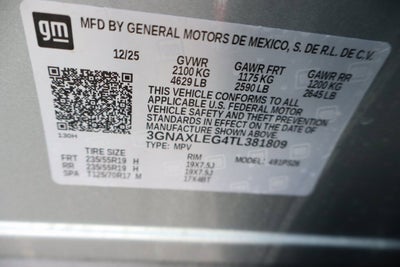 gm
MFD BY GENERAL MOTORS DE MEXICO, S. DE R.L. DE C.V.
12/25 GVWR GAWR FRT GAWR RR
2100 KG 1175 KG 1200 KG
4629 LB 2590 LB 2645 LB
THIS VEHICLE CONFORMS TO ALL
APPLICABLE U.S. FEDERAL MOTOR
VEHICLE SAFETY AND THEFT
PREVENTION STANDARDS IN EFFECT ON
THE DATE OF MANUFACTURE SHOWN ABOVE.
130H 3GNAXLEG4TL381809
TYPE: MPV MODEL: 491PS26
TIRE SIZE RIM
FRT 235/55R19 H 19X7.5J
RR 235/55R19 H 19X7.5J
SPA T125/70R17 M 17X4BT